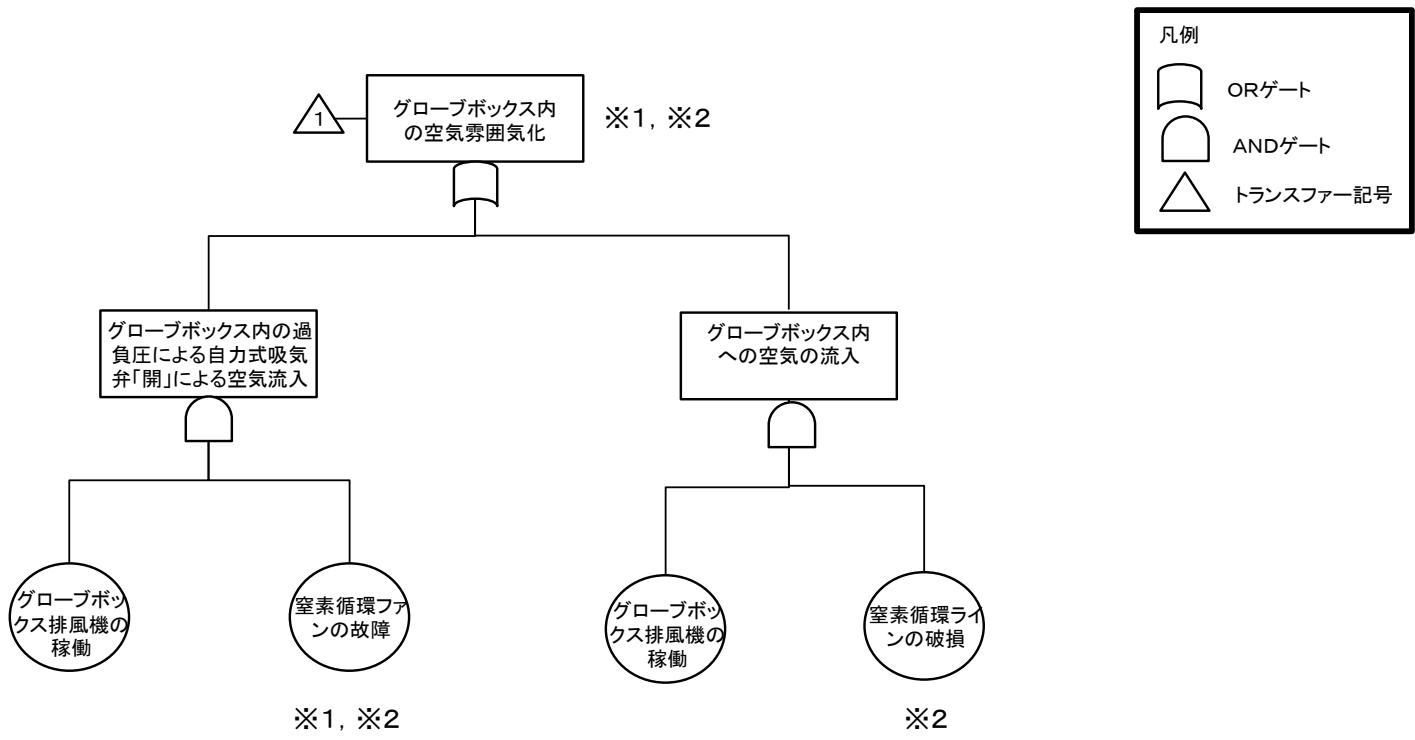 凡例
ORゲート
ANDゲート
トランスファー記号
1
グローブボックス内
の空気雰囲気化
※1，※2
グローブボックス内の過
負圧による自力式吸気
弁「開」による空気流入
グローブボックス内
への空気の流入
グローブボッ
クス排風機の
稼働
窒素循環ファ
ンの故障
グローブボッ
クス排風機の
稼働
窒素循環ライ
ンの破損
※1，※2
※2